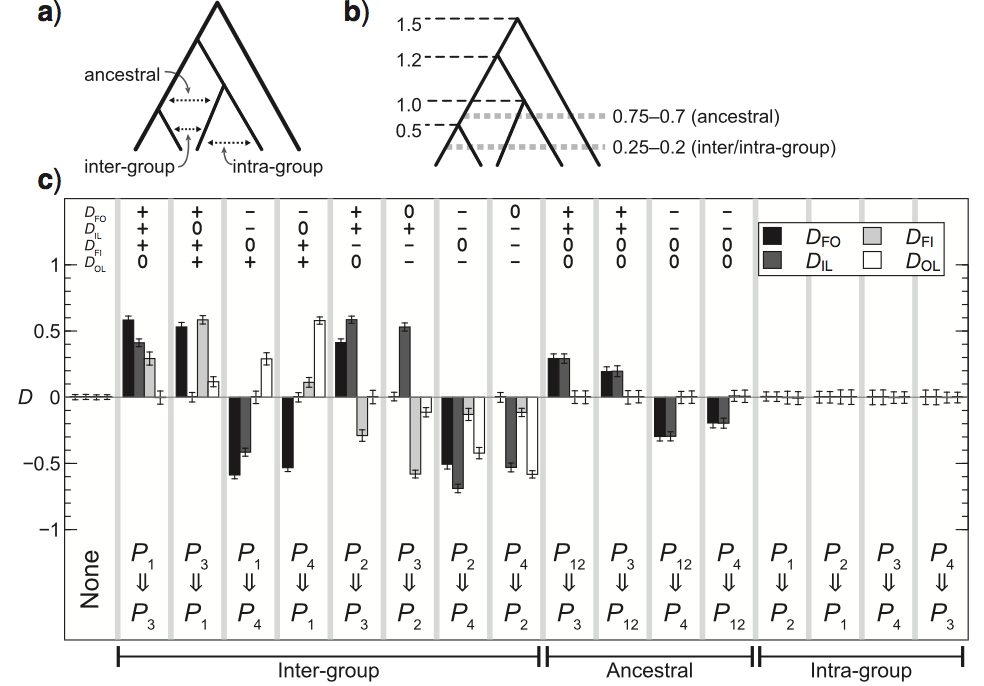 a)
ancestral
inter-group
intra-group
b)
1.5
1.2
1.0
0.5
0.75–0.7 (ancestral)
0.25–0.2 (inter/intra-group)
c)
DFO + + − − + 0 − 0 + + − −
DIL + 0 − 0 + + − − + + − −
DFI + + 0 + − − 0 − 0 0 0 0
DOL 0 + + + 0 − − − 0 0 0 0
DFO DFI
DIL DOL
1
0.5
D 0
−0.5
−1
None
P1 P3 P1 P4 P2 P3 P2 P4 P12 P3 P12 P4 P1 P2 P3 P4
⇓ ⇓ ⇓ ⇓ ⇓ ⇓ ⇓ ⇓ ⇓ ⇓ ⇓ ⇓ ⇓ ⇓ ⇓ ⇓
P3 P1 P4 P1 P3 P2 P4 P2 P3 P12 P4 P12 P2 P1 P4 P3
Inter-group Ancestral Intra-group